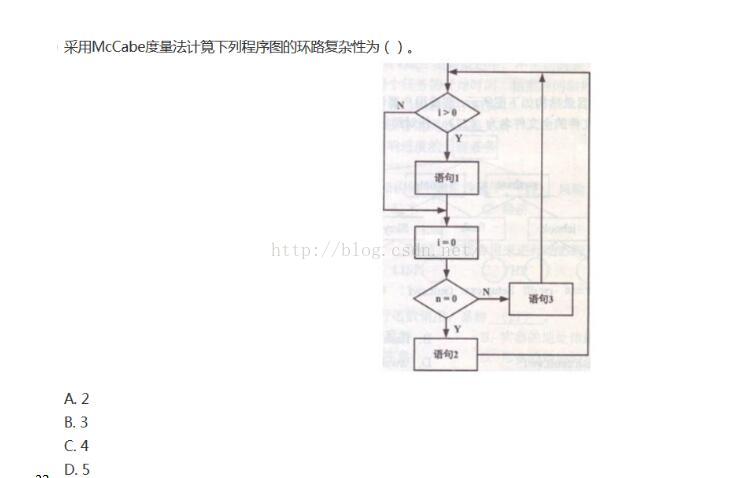 采用McCabe度量法计算下列程序图的环路复杂性为（ ）。
i>0
N
Y
语句1
i=0
http://blog.csdn.net/
n=0
N
语句3
Y
语句2
A. 2
B. 3
C. 4
D. 5